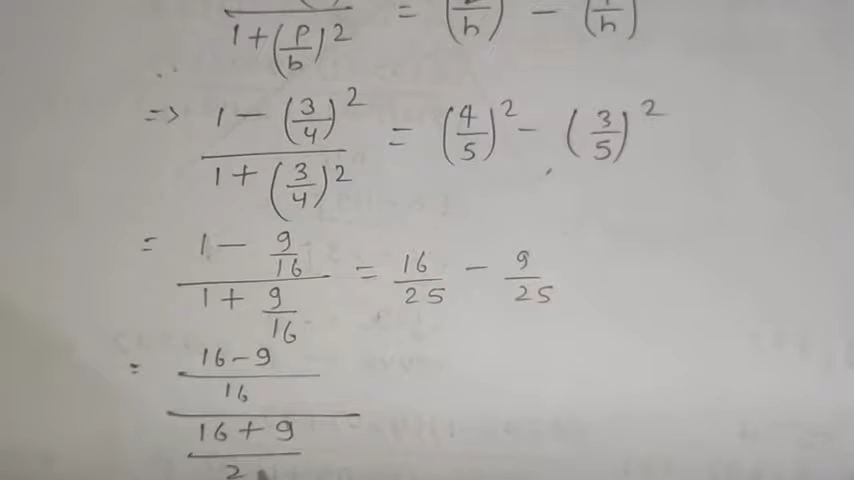 1+(p/b)² = (b/h) - (p/h)
=> 1-(3/4)² / 1+(3/4)² = (4/5)² - (3/5)²
= 1 - 9/16 / 1 + 9/16 = 16/25 - 9/25
= 16-9/16 / 16+9/2